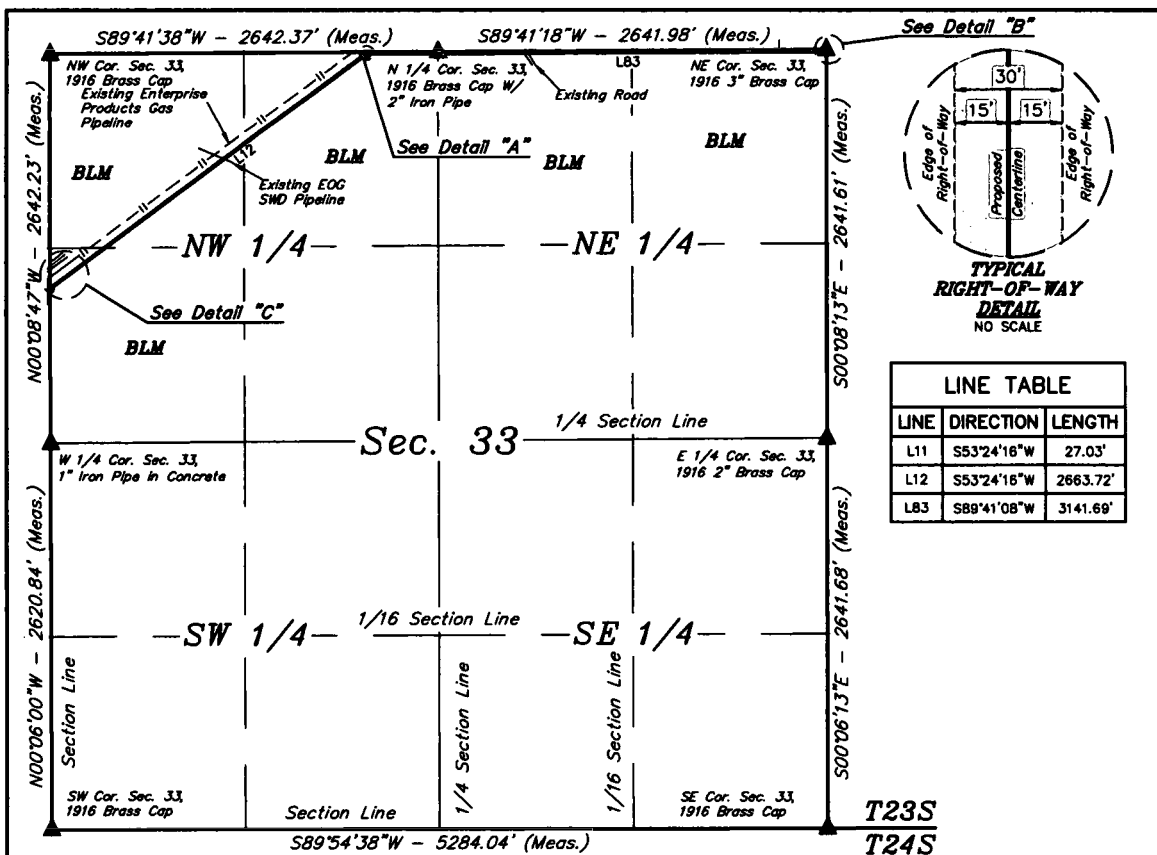 S89°41'38"W - 2642.37' (Meas.)
S89°41'18"W - 2641.98' (Meas.)
See Detail "B"
NW Cor. Sec. 33,
1916 Brass Cap
Existing Enterprise
Products Gas
Pipeline
N 1/4 Cor. Sec. 33,
1916 Brass Cap W/
2" Iron Pipe
Existing Road
L83
NE Cor. Sec. 33,
1916 3" Brass Cap
See Detail "A"
BLM
BLM
BLM
BLM
L12
Existing EOG
SWD Pipeline
NW 1/4
NE 1/4
See Detail "C"
BLM
N00°08'47"W - 2642.23' (Meas.)
S00°08'13"E - 2641.61' (Meas.)
30'
15'
15'
Edge of
Right-of-Way
Proposed
Centerline
Edge of
Right-of-Way
TYPICAL
RIGHT-OF-WAY
DETAIL
NO SCALE
LINE TABLE
LINE DIRECTION LENGTH
L11 S53°24'16"W 27.03'
L12 S53°24'16"W 2663.72'
L83 S89°41'08"W 3141.69'
Sec. 33
1/4 Section Line
W 1/4 Cor. Sec. 33,
1" Iron Pipe in Concrete
E 1/4 Cor. Sec. 33,
1916 2" Brass Cap
N00°06'00"W - 2620.84' (Meas.)
S00°06'13"E - 2641.68' (Meas.)
SW 1/4
1/16 Section Line
SE 1/4
Section Line
1/4 Section Line
1/16 Section Line
SW Cor. Sec. 33,
1916 Brass Cap
Section Line
SE Cor. Sec. 33,
1916 Brass Cap
S89°54'38"W - 5284.04' (Meas.)
T23S
T24S